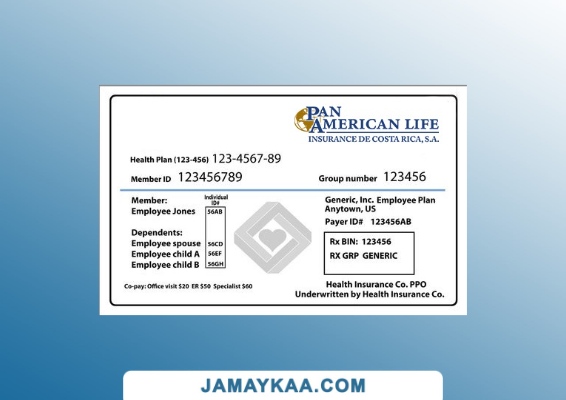 PAN
AMERICAN LIFE
INSURANCE DE COSTA RICA, S.A.
Health Plan (123-456) 123-4567-89
Member ID 123456789
Group number 123456
Member:
Individual
ID#
Employee Jones 56AB
Dependents:
Employee spouse 56CD
Employee child A 56EF
Employee child B 56GH
Generic, Inc. Employee Plan
Anytown, US
Payer ID# 123456AB
Rx BIN: 123456
RX GRP GENERIC
Co-pay: Office visit $20 ER $50 Specialist $60
Health Insurance Co. PPO
Underwritten by Health Insurance Co.
JAMAYKAA.COM